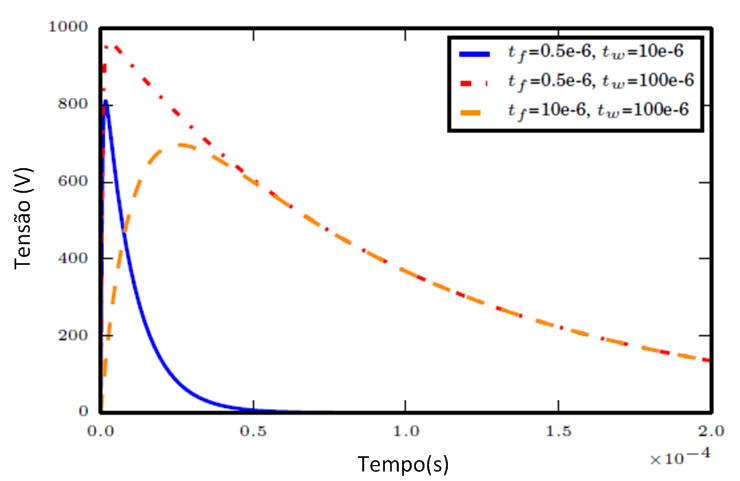 1000
800
600
400
200
0
Tensão (V)
t_f=0.5e-6, t_w=10e-6
t_f=0.5e-6, t_w=100e-6
t_f=10e-6, t_w=100e-6
0.0 0.5 1.0 1.5 2.0
×10⁻⁴
Tempo(s)